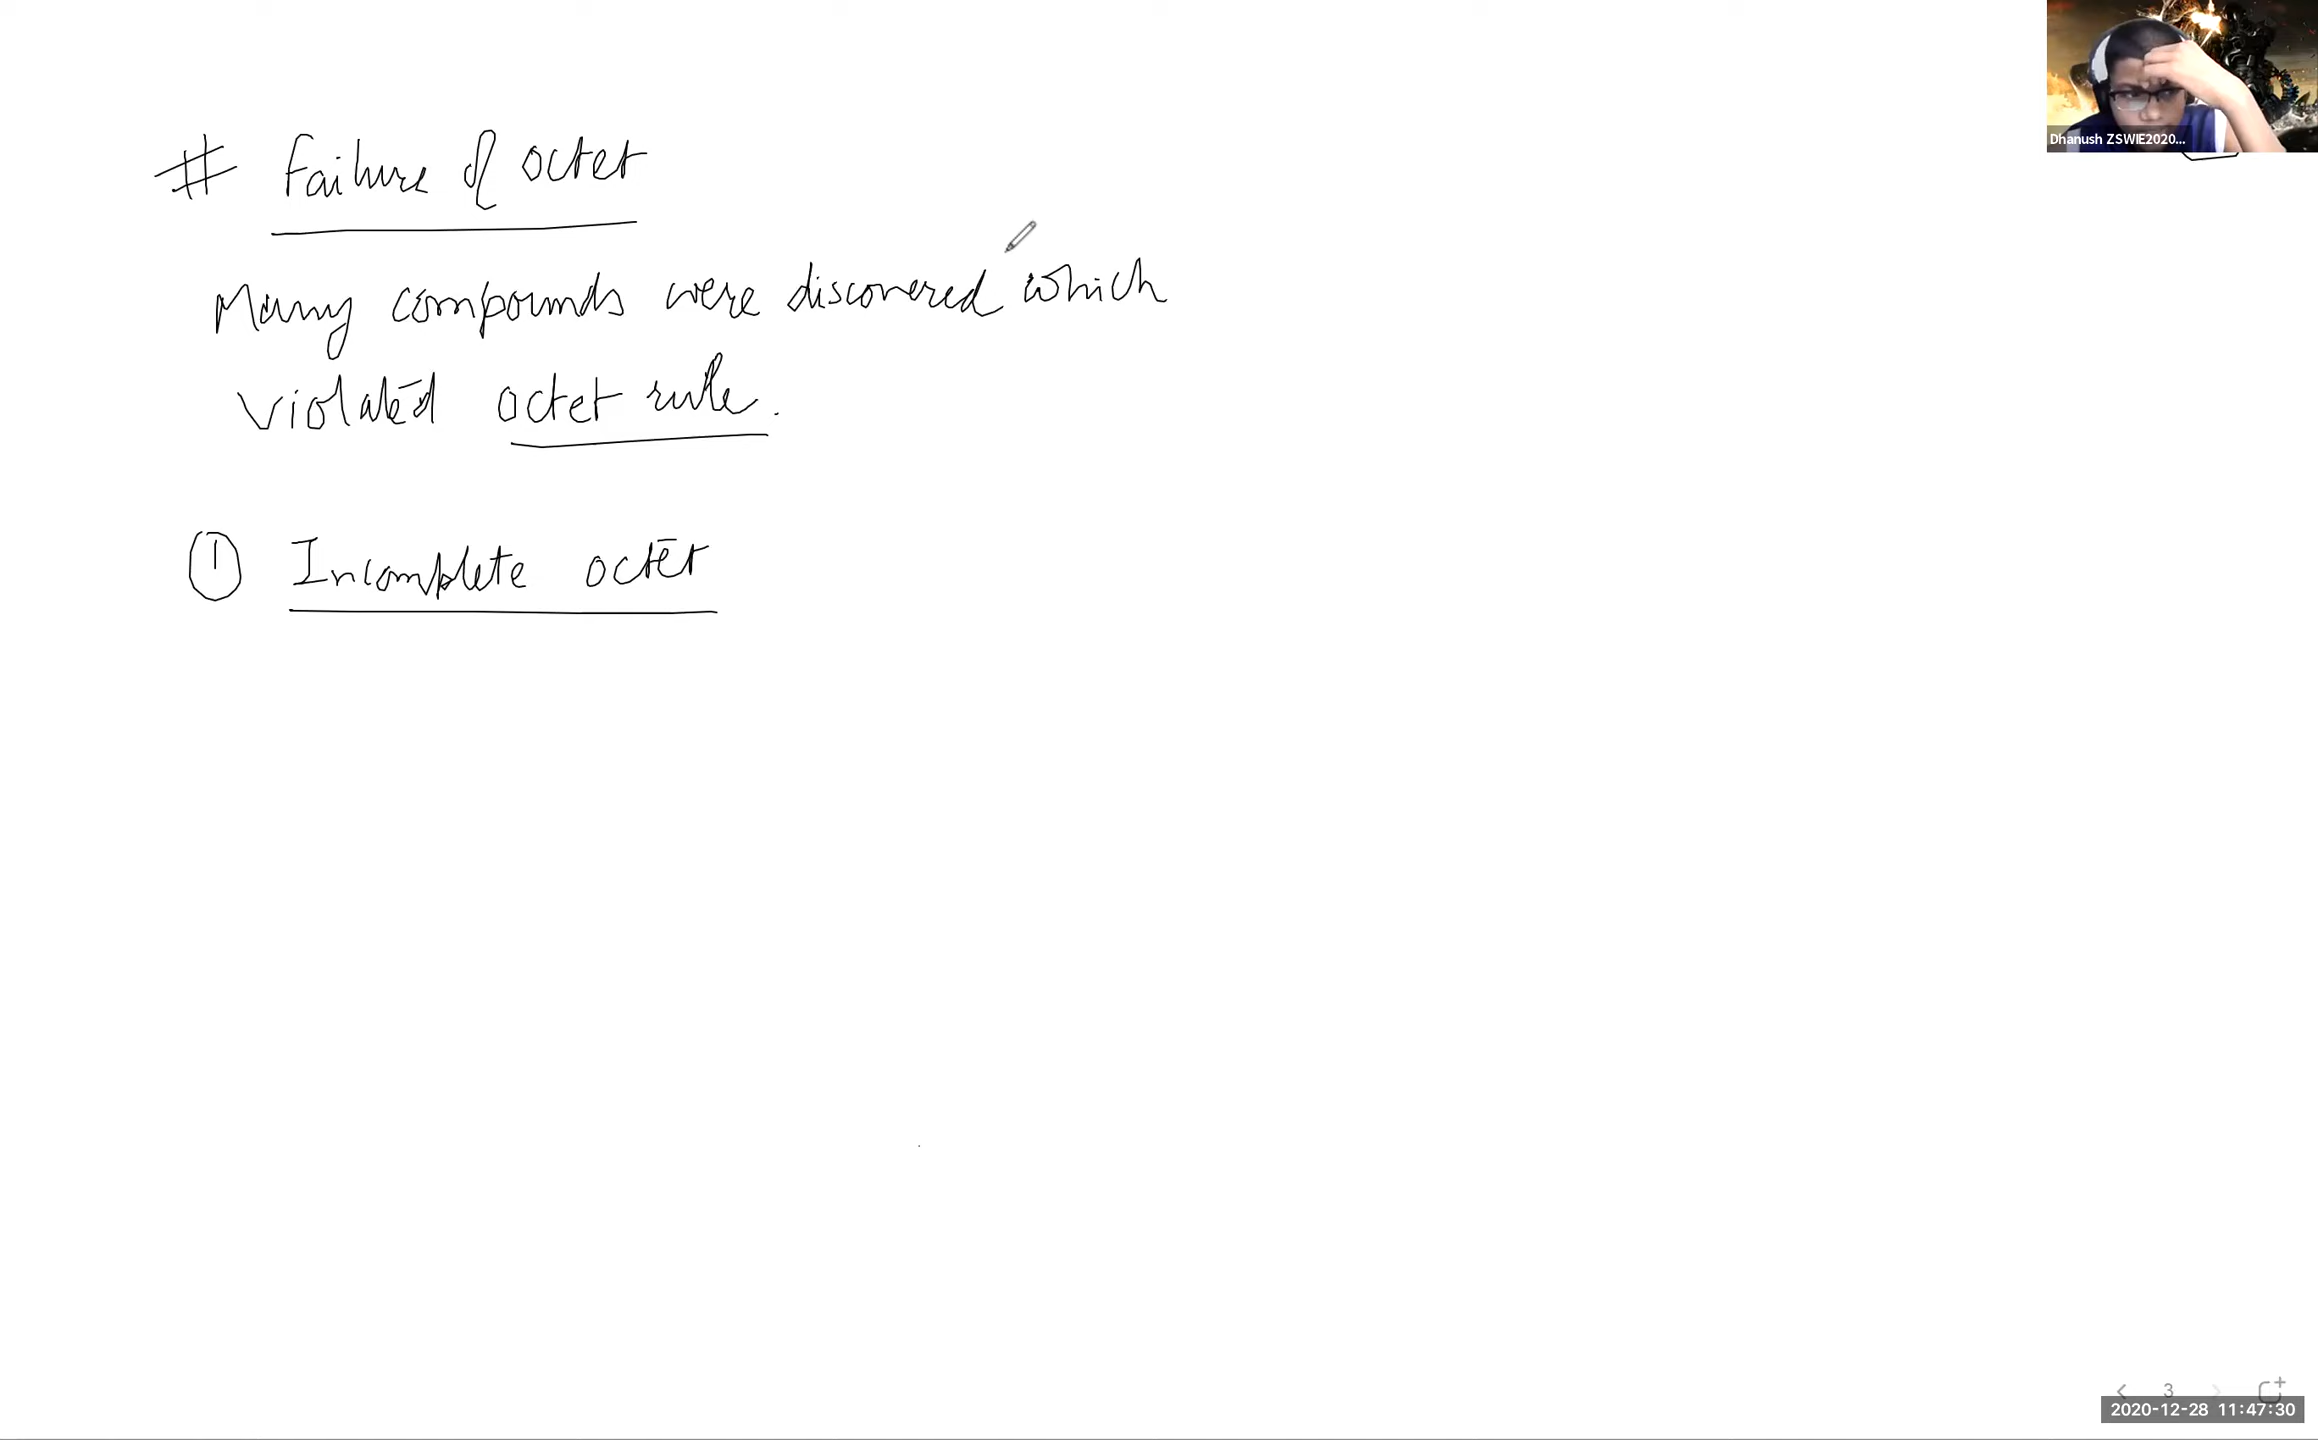 # Failure of octet
Many compounds were discovered which
violated octet rule.
1 Incomplete octet
Dhanush ZSWIE2020...
3
2020-12-28 11:47:30